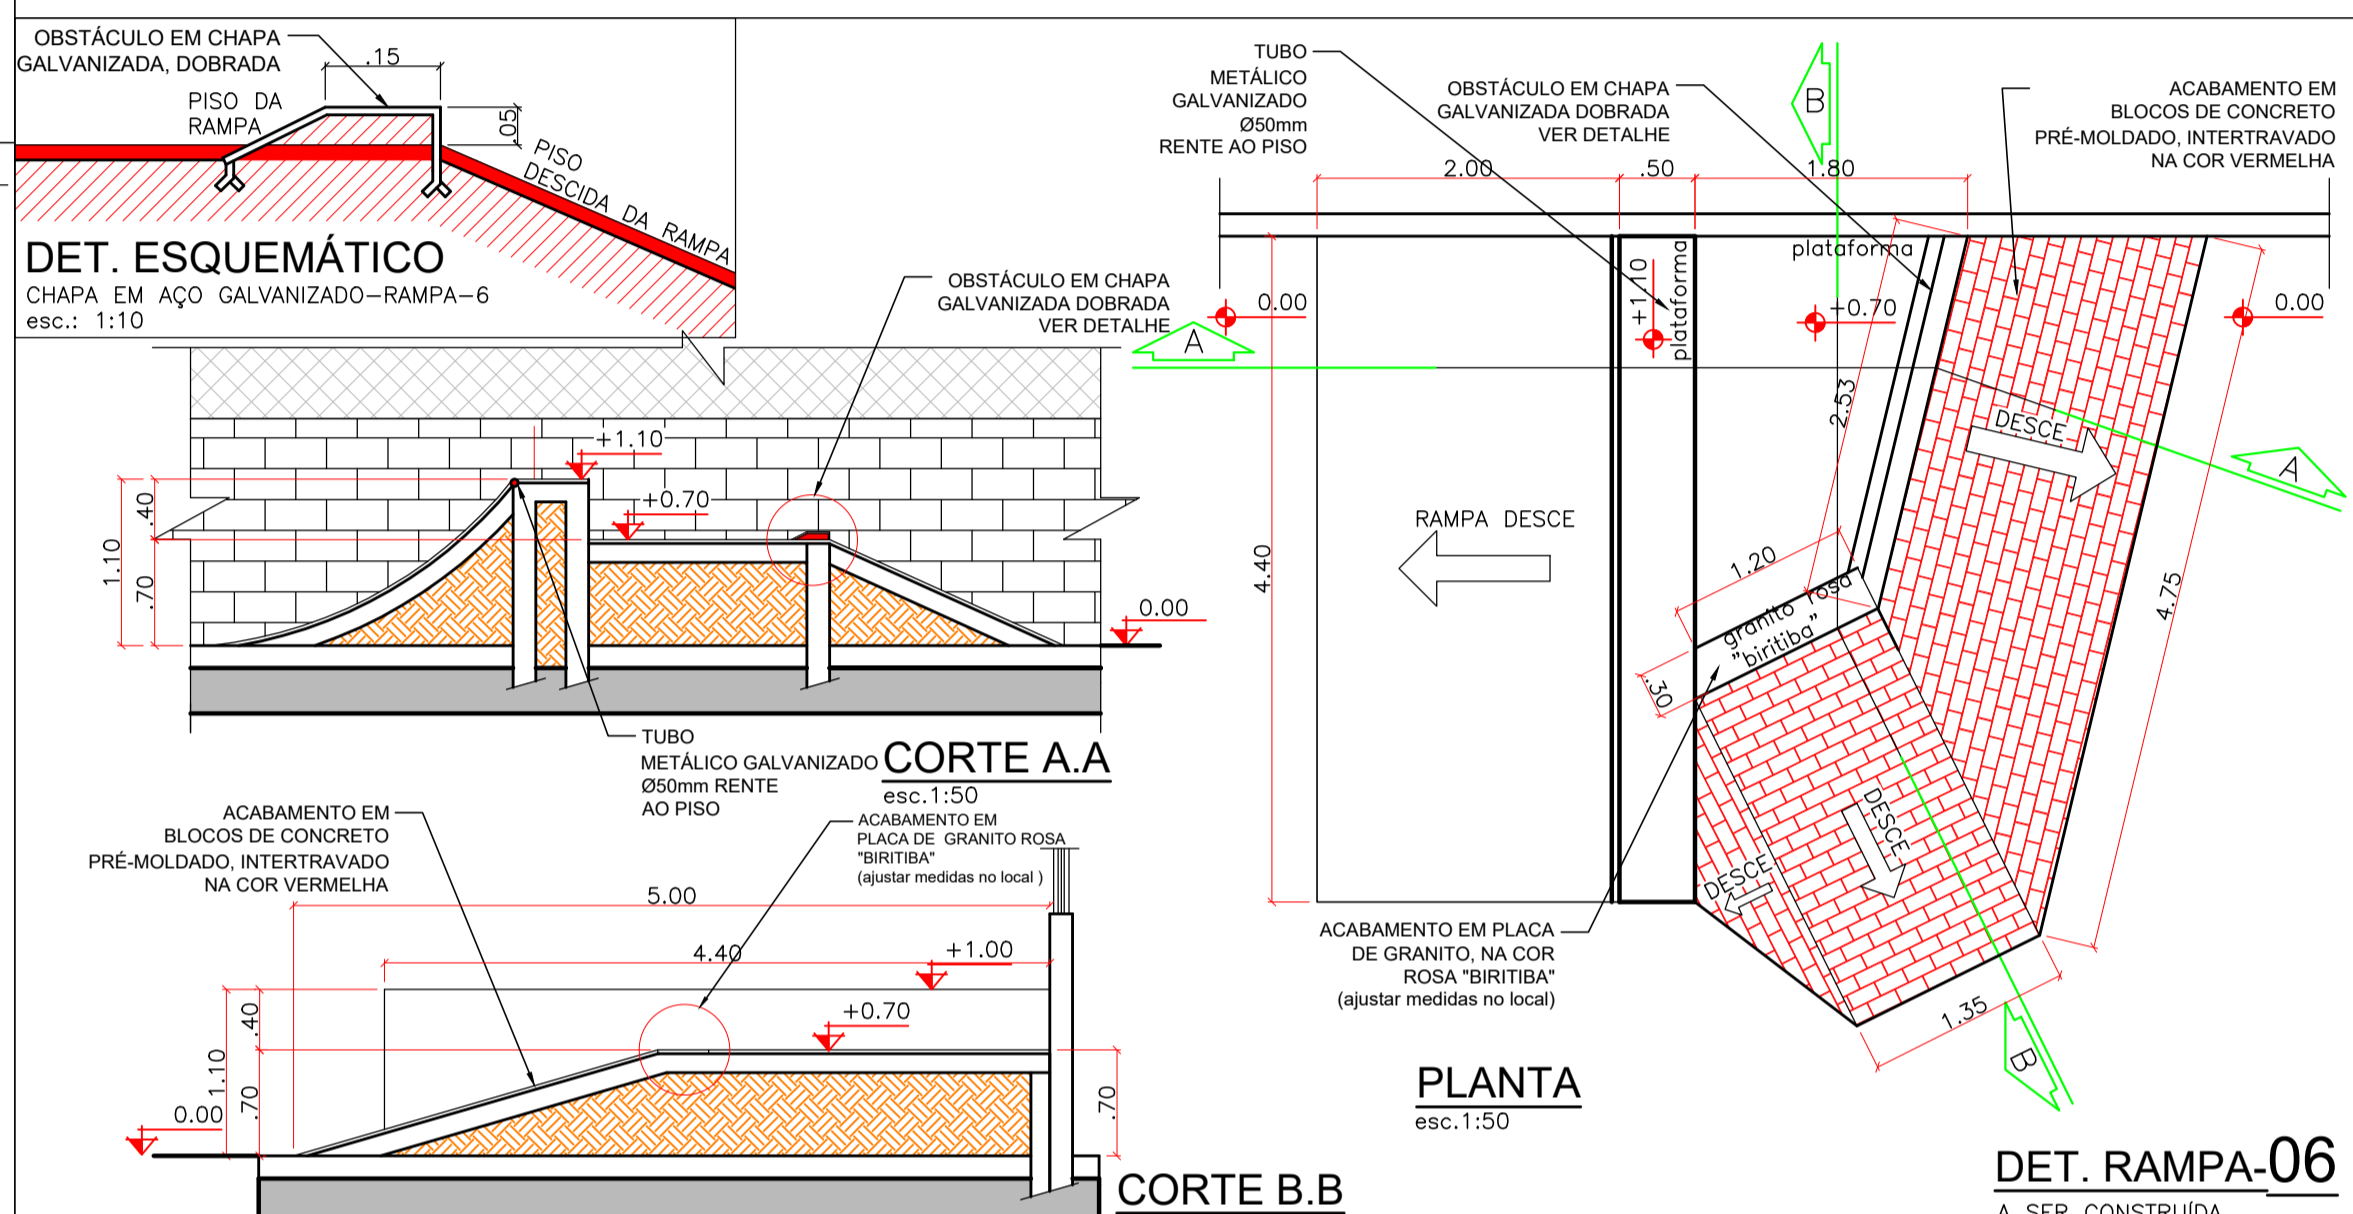 OBSTÁCULO EM CHAPA
GALVANIZADA, DOBRADA
.15
PISO DA
RAMPA
.05
PISO
DESCIDA DA RAMPA
DET. ESQUEMÁTICO
CHAPA EM AÇO GALVANIZADO-RAMPA-6
esc.: 1:10
OBSTÁCULO EM CHAPA
GALVANIZADA DOBRADA
VER DETALHE
+1.10
+0.70
.40
1.10
.70
0.00
TUBO
METÁLICO GALVANIZADO
Ø50mm RENTE
AO PISO
CORTE A.A
esc.1:50
ACABAMENTO EM
BLOCOS DE CONCRETO
PRÉ-MOLDADO, INTERTRAVADO
NA COR VERMELHA
ACABAMENTO EM
PLACA DE GRANITO ROSA
"BIRITIBA"
(ajustar medidas no local )
5.00
4.40
+1.00
+0.70
.40
1.10
.70
.70
0.00
CORTE B.B
TUBO
METÁLICO
GALVANIZADO
Ø50mm
RENTE AO PISO
OBSTÁCULO EM CHAPA
GALVANIZADA DOBRADA
VER DETALHE
B
ACABAMENTO EM
BLOCOS DE CONCRETO
PRÉ-MOLDADO, INTERTRAVADO
NA COR VERMELHA
2.00
.50
1.80
plataforma
plataforma
+1.10
+0.70
0.00
0.00
A
2.53
DESCE
A
RAMPA DESCE
4.40
1.20
granito rosa
"biritiba"
.30
4.75
DESCE
DESCE
ACABAMENTO EM PLACA
DE GRANITO, NA COR
ROSA "BIRITIBA"
(ajustar medidas no local)
1.35
B
PLANTA
esc.1:50
DET. RAMPA-06
A SER CONSTRUÍDA